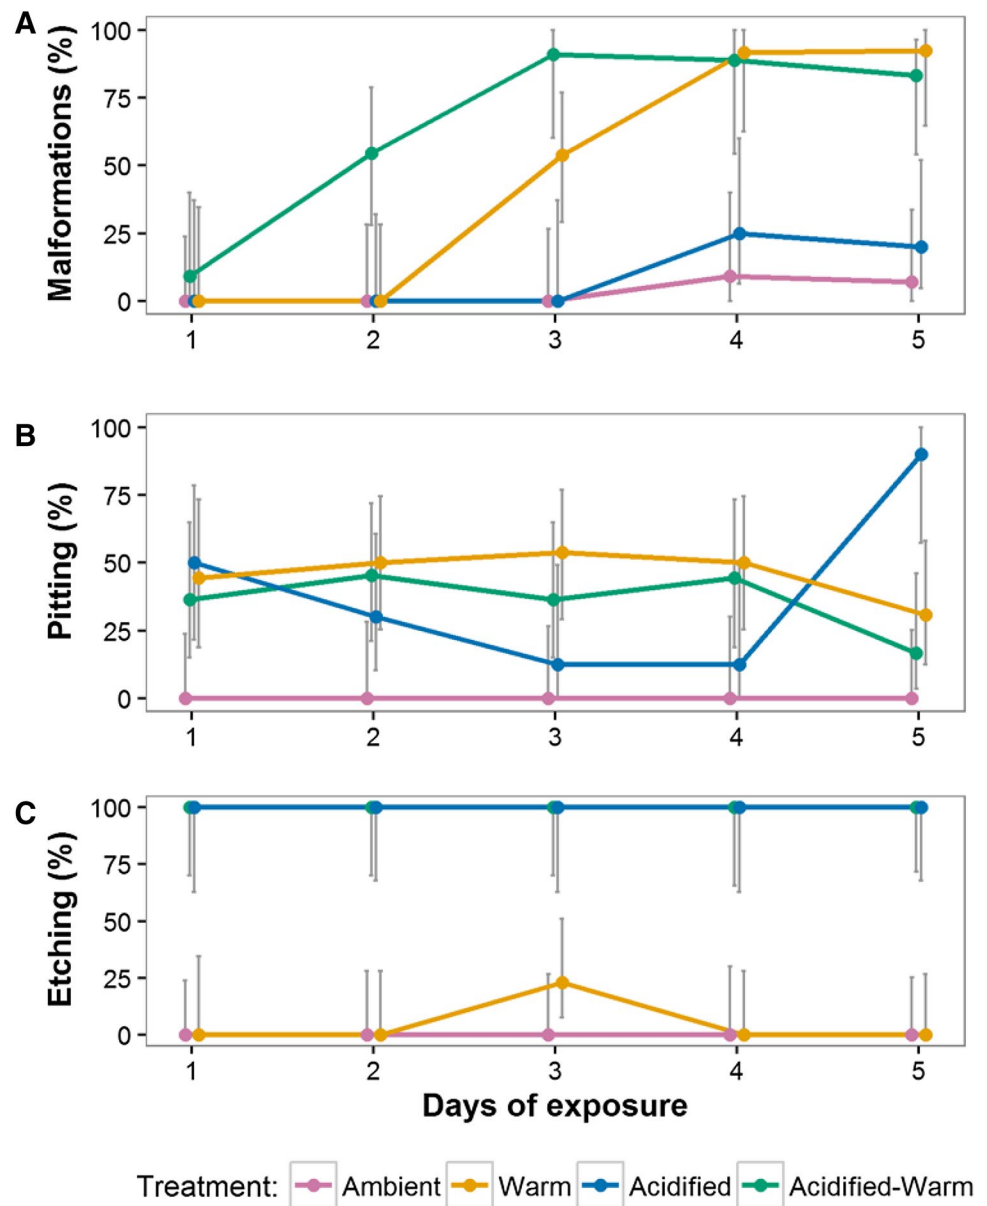 A
Malformations (%)
100
75
50
25
0
1 2 3 4 5
B
Pitting (%)
100
75
50
25
0
1 2 3 4 5
C
Etching (%)
100
75
50
25
0
1 2 3 4 5
Days of exposure
Treatment: Ambient Warm Acidified Acidified-Warm